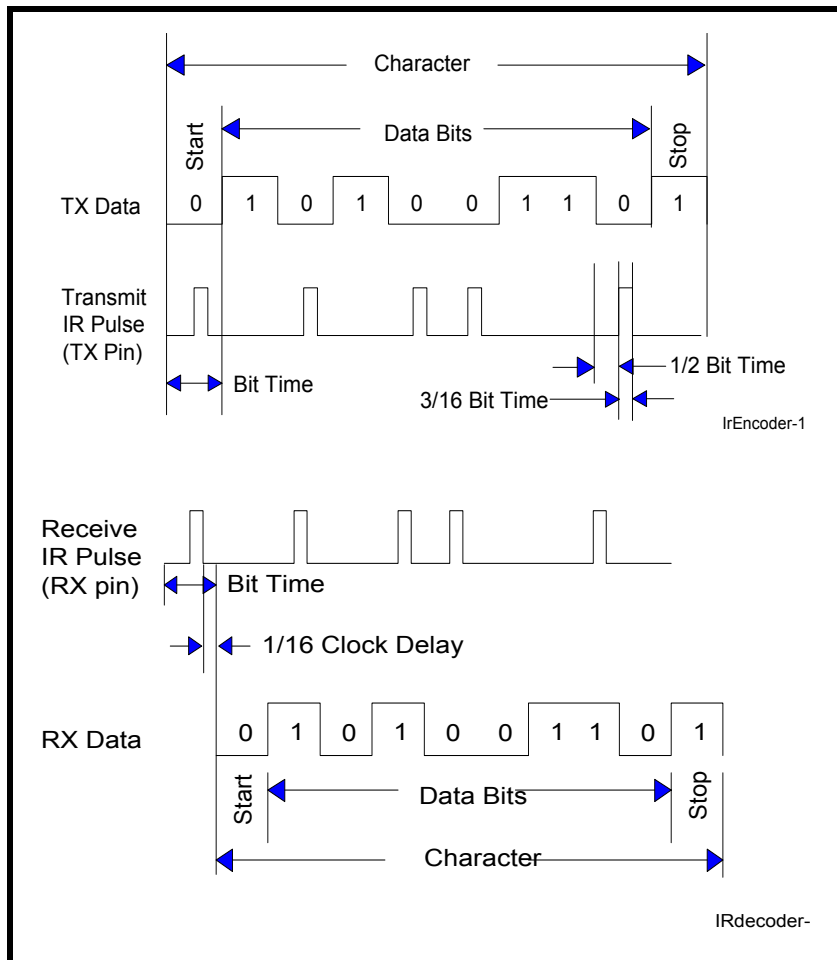 Character
Start
Data Bits
Stop
TX Data
0 1 0 1 0 0 1 1 0 1
Transmit
IR Pulse
(TX Pin)
Bit Time
1/2 Bit Time
3/16 Bit Time
IrEncoder-1
Receive
IR Pulse
(RX pin)
Bit Time
1/16 Clock Delay
RX Data
0 1 0 1 0 0 1 1 0 1
Start
Data Bits
Stop
Character
IRdecoder-